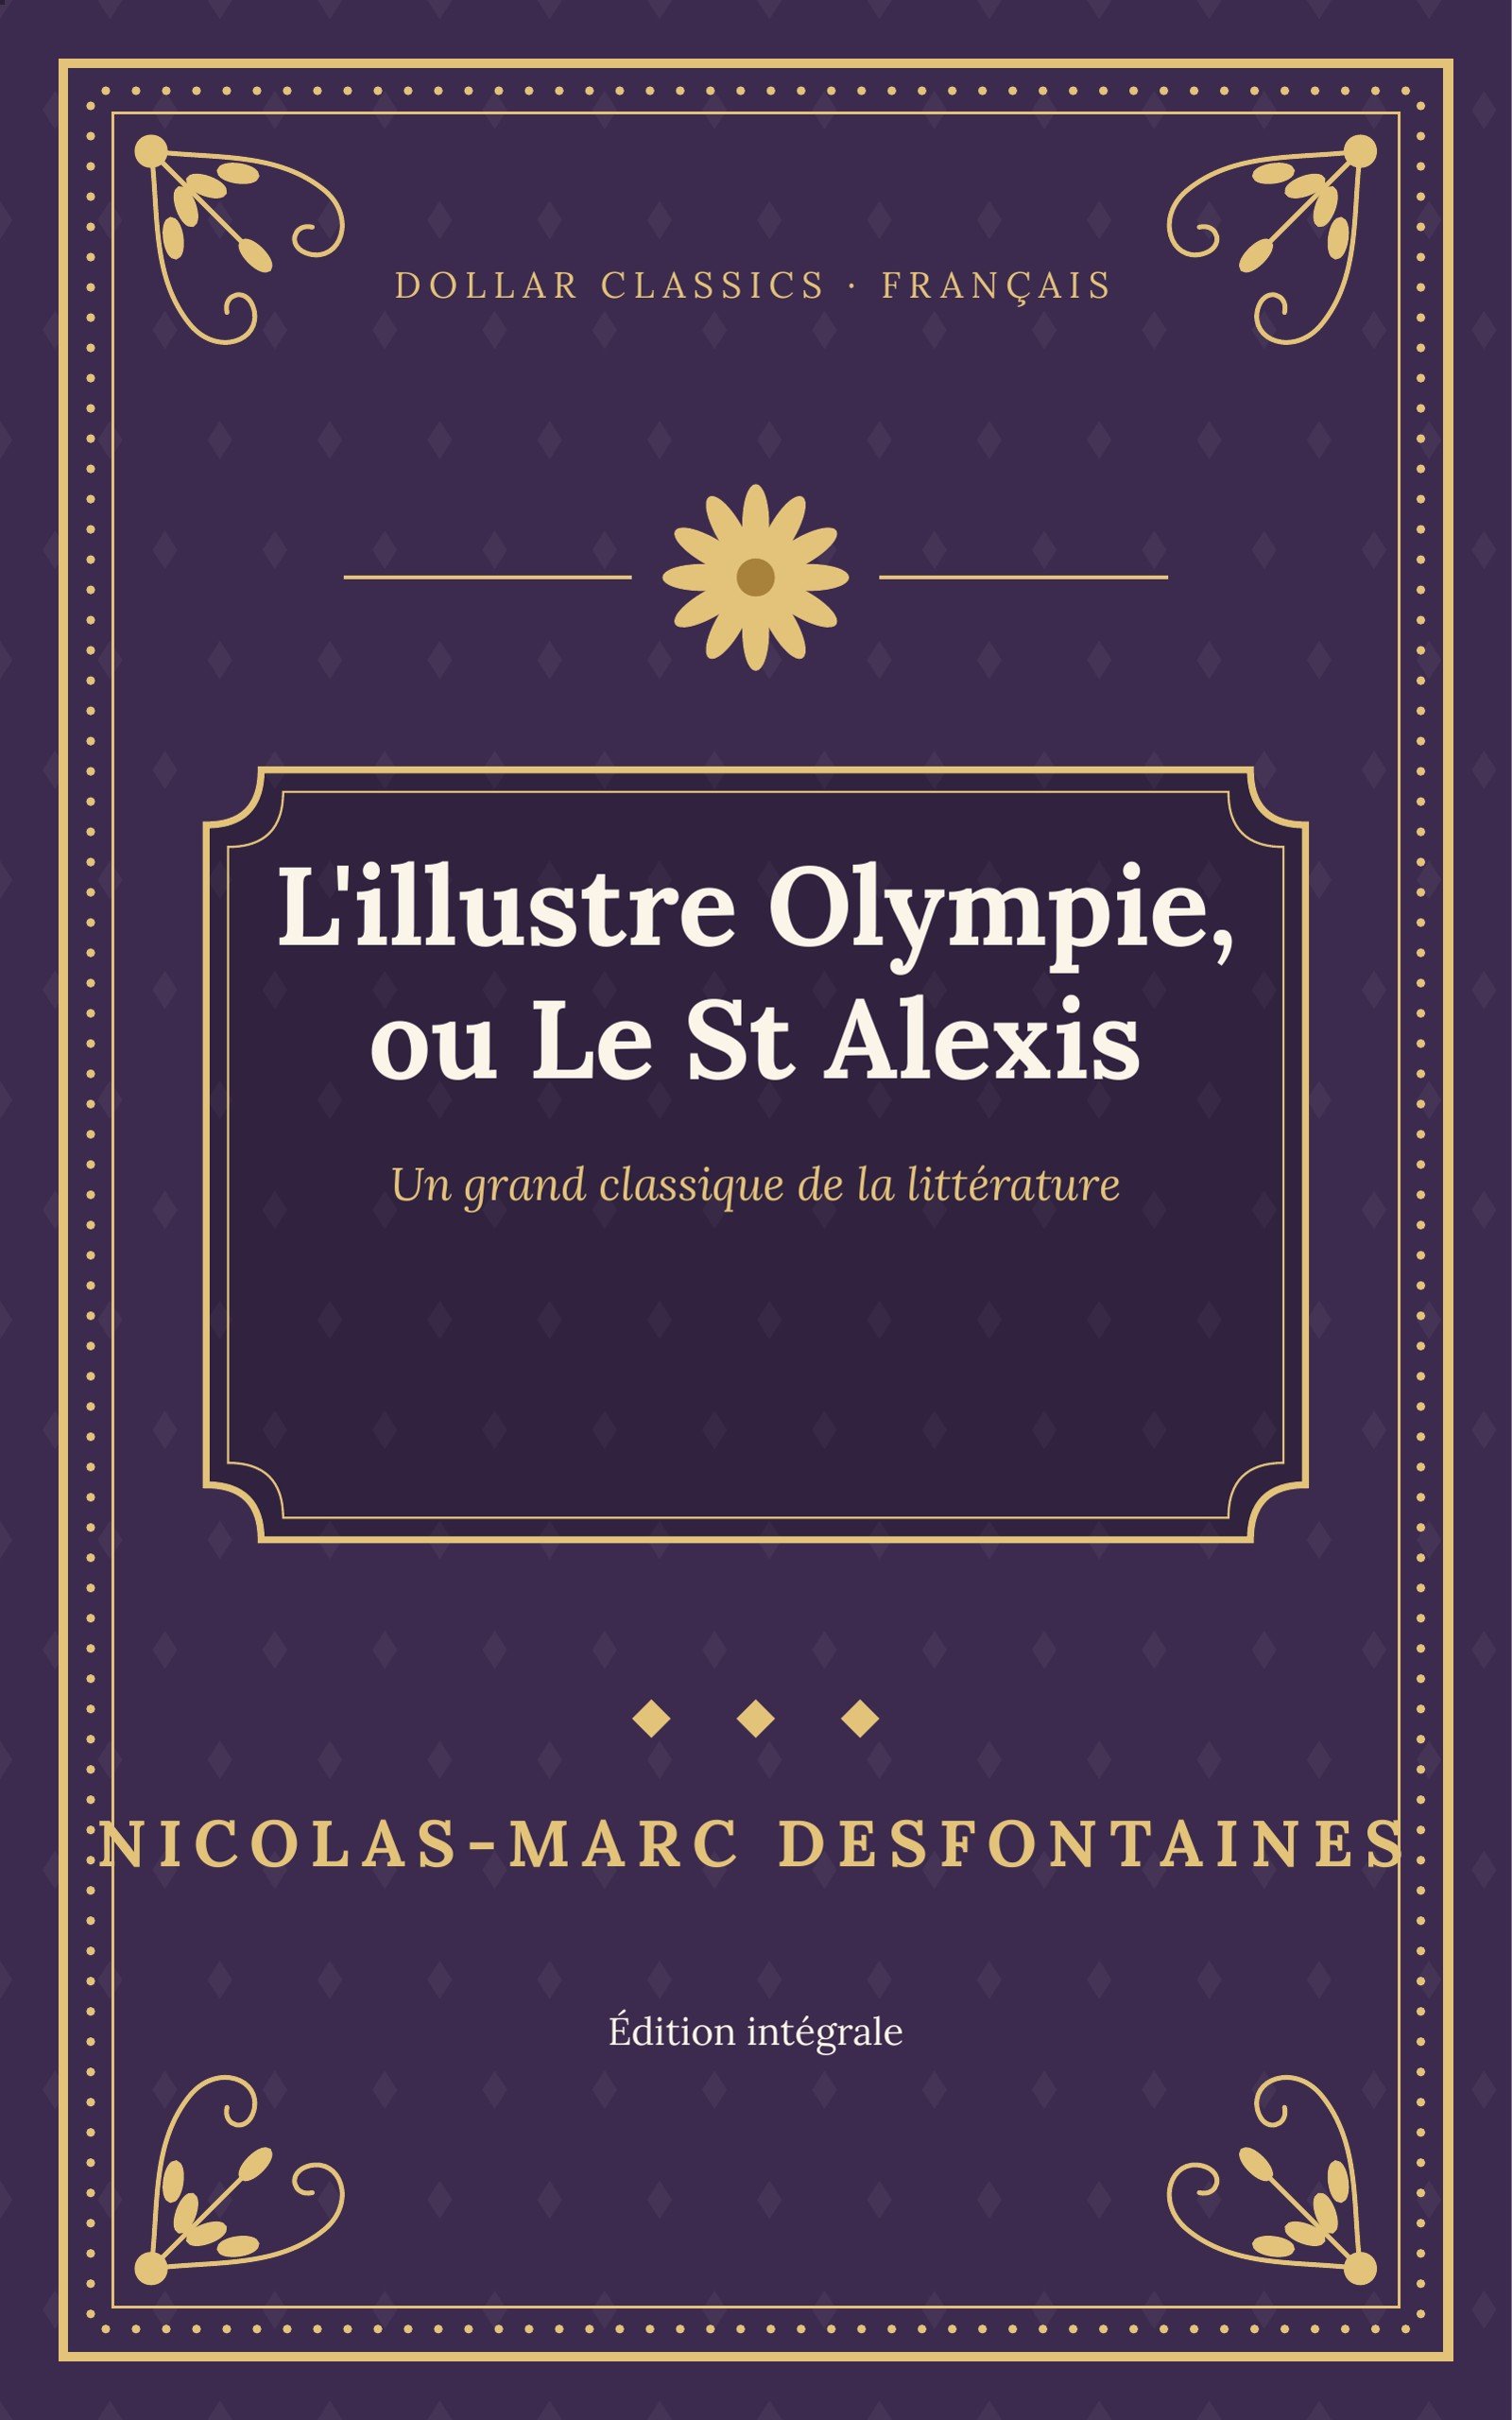 DOLLAR CLASSICS · FRANÇAIS
L'illustre Olympie,
ou Le St Alexis
Un grand classique de la littérature
NICOLAS-MARC DESFONTAINES
Édition intégrale